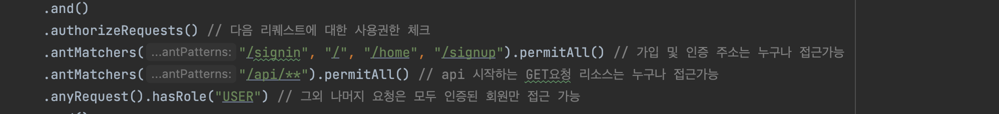 .and()
.authorizeRequests() // 다음 리퀘스트에 대한 사용권한 체크
.antMatchers( ...antPatterns: "/signin", "/", "/home", "/signup").permitAll() // 가입 및 인증 주소는 누구나 접근가능
.antMatchers( ...antPatterns: "/api/**").permitAll() // api 시작하는 GET요청 리소스는 누구나 접근가능
.anyRequest().hasRole("USER") // 그외 나머지 요청은 모두 인증된 회원만 접근 가능